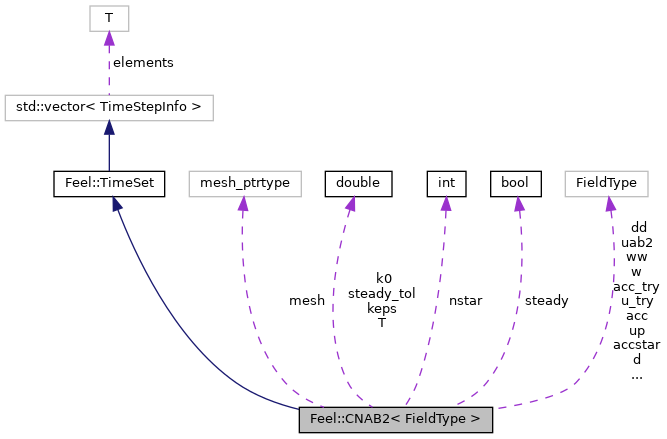 T
elements
std::vector< TimeStepInfo >
Feel::TimeSet
mesh_ptrtype
double
int
bool
FieldType
mesh
k0
steady_tol
keps
T
nstar
steady
dd
uab2
ww
w
acc_try
u_try
acc
up
accstar
d
...
Feel::CNAB2< FieldType >